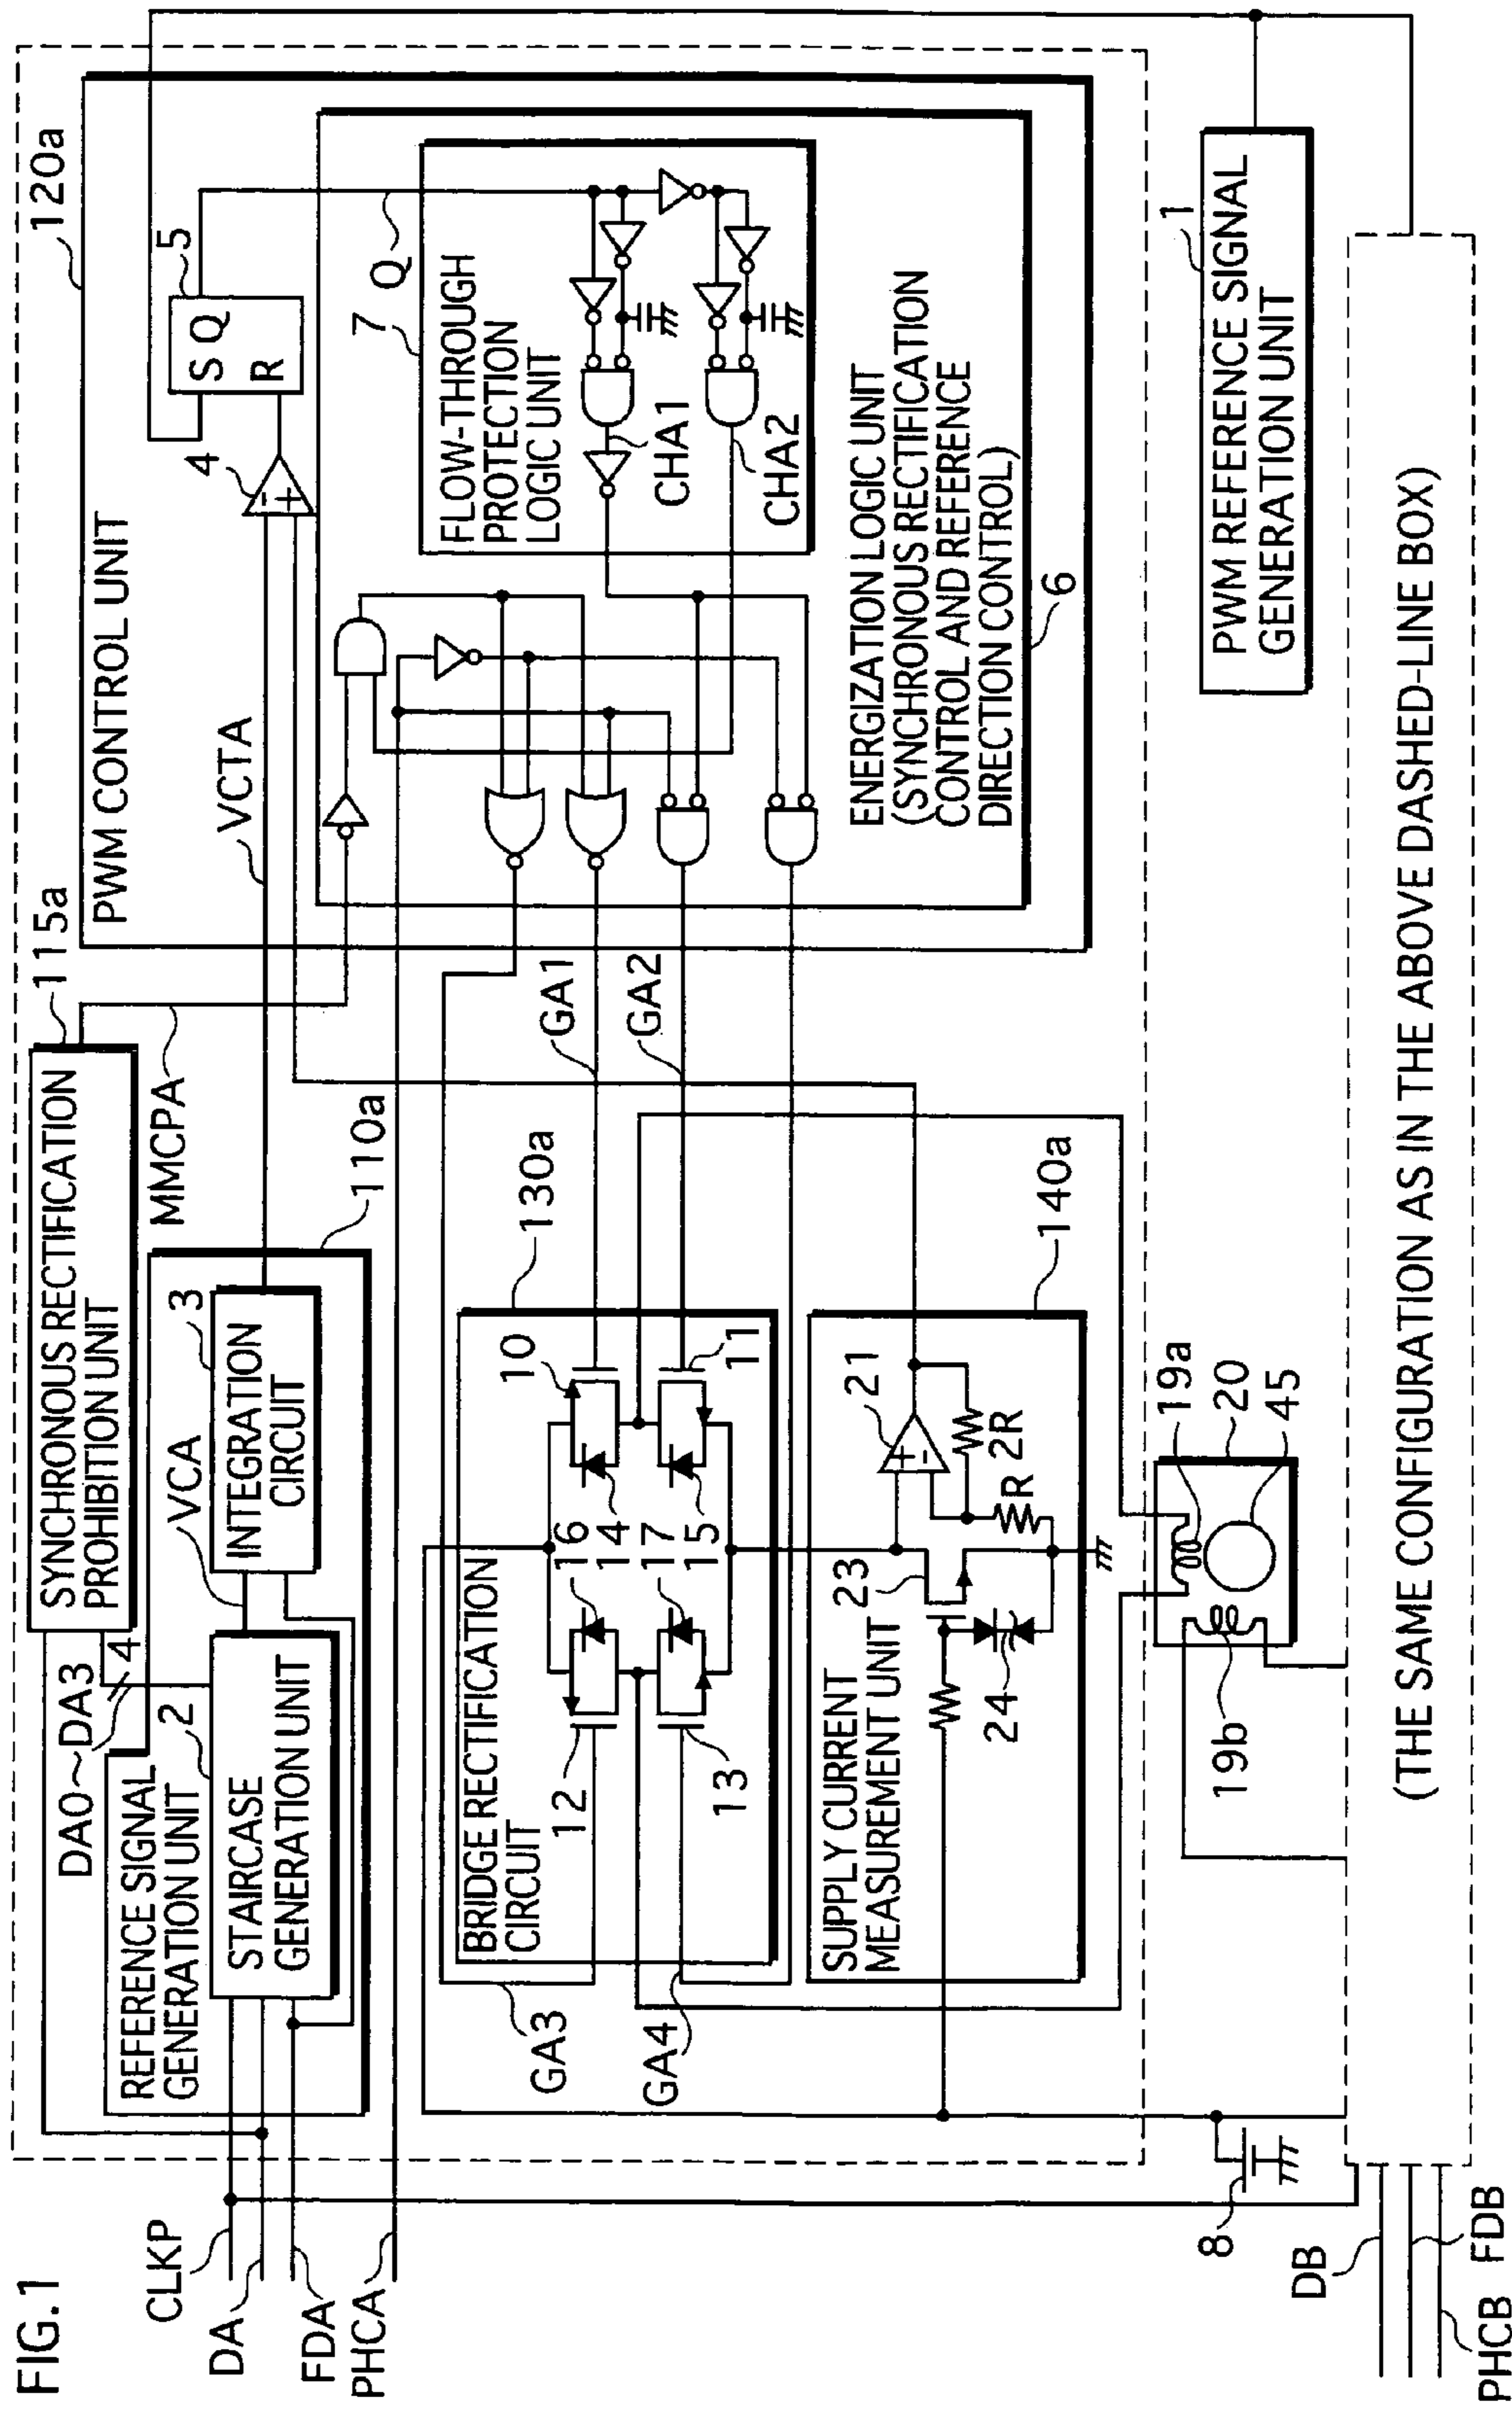 FIG.1
CLKP
DA
FDA
PHCA
DA0~DA3
4
SYNCHRONOUS RECTIFICATION
PROHIBITION UNIT
115a
MMCPA
REFERENCE SIGNAL
GENERATION UNIT
2
STAIRCASE
GENERATION UNIT
VCA
3
INTEGRATION
CIRCUIT
110a
VCTA
PWM CONTROL UNIT
120a
4
-
+
5
S Q
R
Q
7
FLOW-THROUGH
PROTECTION
LOGIC UNIT
CHA1
CHA2
ENERGIZATION LOGIC UNIT
(SYNCHRONOUS RECTIFICATION
CONTROL AND REFERENCE
DIRECTION CONTROL)
6
GA1
GA2
GA3
GA4
BRIDGE RECTIFICATION
CIRCUIT
130a
10
11
12
13
16
14
17
15
SUPPLY CURRENT
MEASUREMENT UNIT
140a
21
+
-
23
24
R
2R
19a
20
45
19b
8
1
PWM REFERENCE SIGNAL
GENERATION UNIT
DB
FDB
PHCB
(THE SAME CONFIGURATION AS IN THE ABOVE DASHED-LINE BOX)